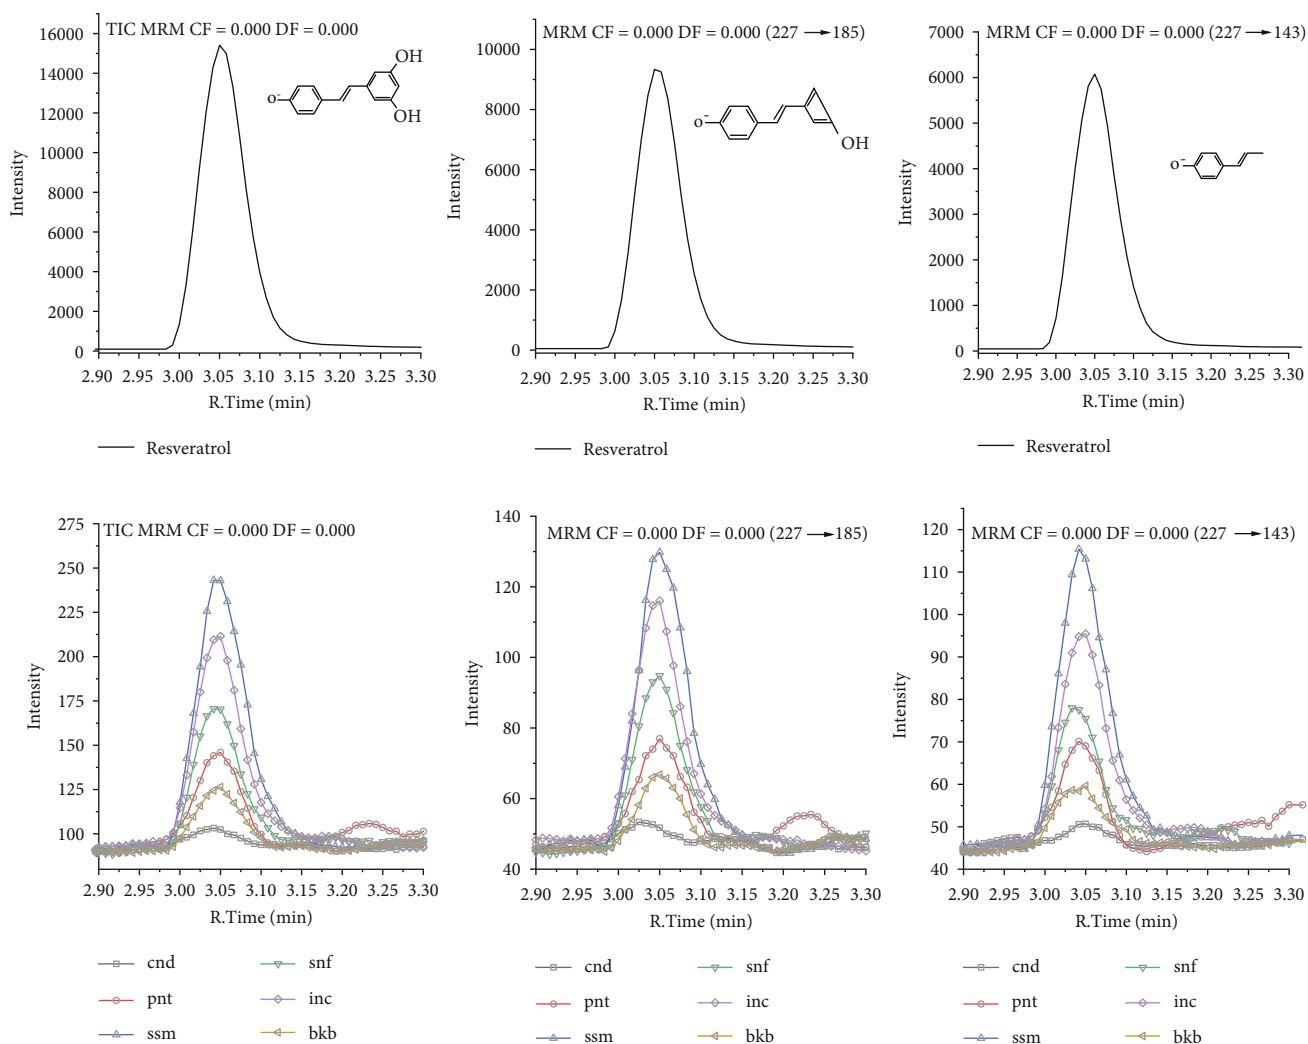 TIC MRM CF = 0.000 DF = 0.000
16000
14000
12000
10000
8000
6000
4000
2000
0
Intensity
OH
OH
O-
2.90 2.95 3.00 3.05 3.10 3.15 3.20 3.25 3.30
R.Time (min)
Resveratrol
MRM CF = 0.000 DF = 0.000 (227 → 185)
10000
8000
6000
4000
2000
0
Intensity
O-
OH
2.90 2.95 3.00 3.05 3.10 3.15 3.20 3.25 3.30
R.Time (min)
Resveratrol
MRM CF = 0.000 DF = 0.000 (227 → 143)
7000
6000
5000
4000
3000
2000
1000
0
Intensity
O-
2.90 2.95 3.00 3.05 3.10 3.15 3.20 3.25 3.30
R.Time (min)
Resveratrol
TIC MRM CF = 0.000 DF = 0.000
275
250
225
200
175
150
125
100
Intensity
2.90 2.95 3.00 3.05 3.10 3.15 3.20 3.25 3.30
R.Time (min)
cnd snf
pnt inc
ssm bkb
MRM CF = 0.000 DF = 0.000 (227 → 185)
140
120
100
80
60
40
Intensity
2.90 2.95 3.00 3.05 3.10 3.15 3.20 3.25 3.30
R.Time (min)
cnd snf
pnt inc
ssm bkb
MRM CF = 0.000 DF = 0.000 (227 → 143)
120
110
100
90
80
70
60
50
40
Intensity
2.90 2.95 3.00 3.05 3.10 3.15 3.20 3.25 3.30
R.Time (min)
cnd snf
pnt inc
ssm bkb